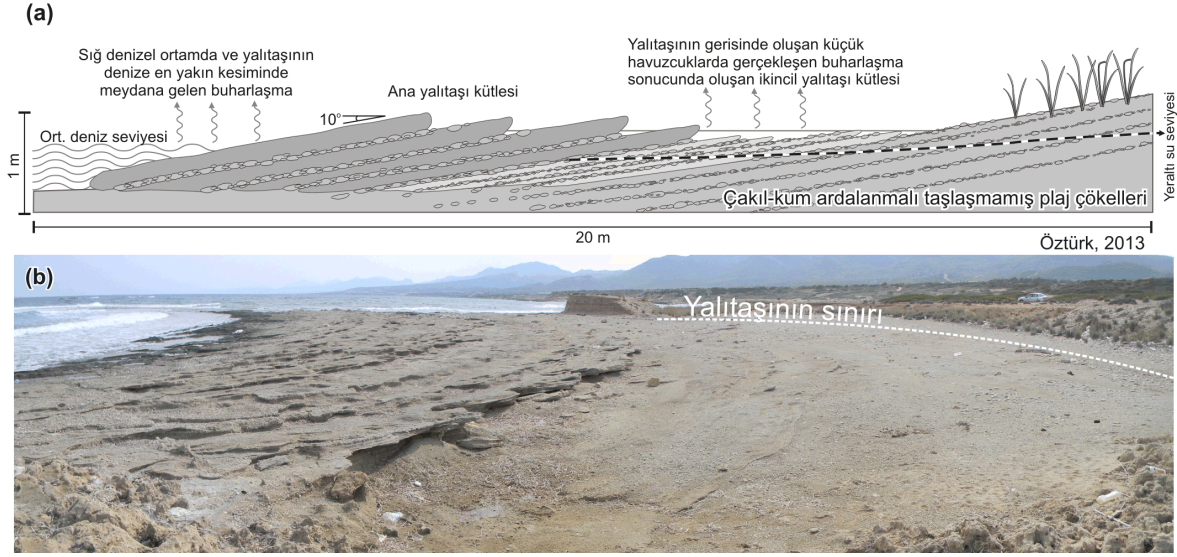 (a)
Sığ denizel ortamda ve yalıtaşının
denize en yakın kesiminde
meydana gelen buharlaşma
Ana yalıtaşı kütlesi
Yalıtaşının gerisinde oluşan küçük
havuzcuklarda gerçekleşen buharlaşma
sonucunda oluşan ikincil yalıtaşı kütlesi
10°
Ort. deniz seviyesi
1 m
Yeraltı su seviyesi
Çakıl-kum ardalanmalı taşlaşmamış plaj çökelleri
20 m
Öztürk, 2013
(b)
Yalıtaşının sınırı